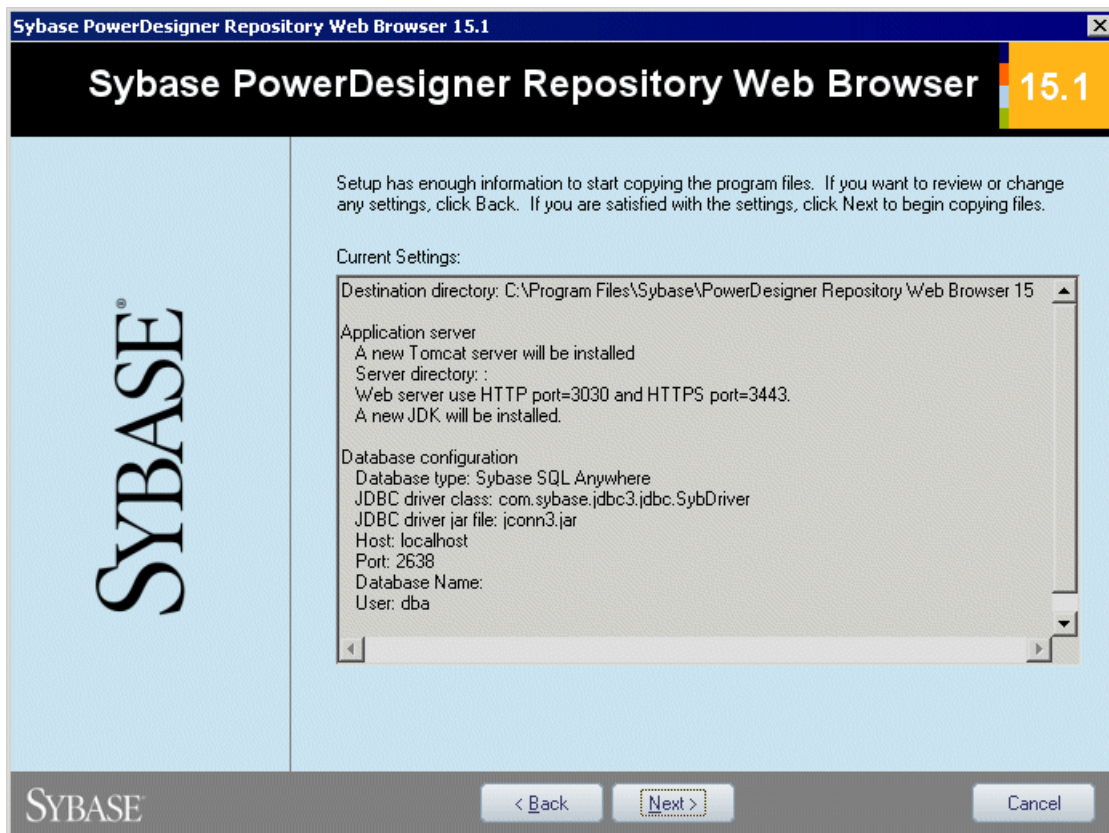 Sybase PowerDesigner Repository Web Browser 15.1
Sybase PowerDesigner Repository Web Browser
15.1
Setup has enough information to start copying the program files. If you want to review or change
any settings, click Back. If you are satisfied with the settings, click Next to begin copying files.
Current Settings:
Destination directory: C:\Program Files\Sybase\PowerDesigner Repository Web Browser 15
Application server
A new Tomcat server will be installed
Server directory: :
Web server use HTTP port=3030 and HTTPS port=3443.
A new JDK will be installed.
Database configuration
Database type: Sybase SQL Anywhere
JDBC driver class: com.sybase.jdbc3.jdbc.SybDriver
JDBC driver jar file: jconn3.jar
Host: localhost
Port: 2638
Database Name:
User: dba
SYBASE®
SYBASE
< Back
Next >
Cancel